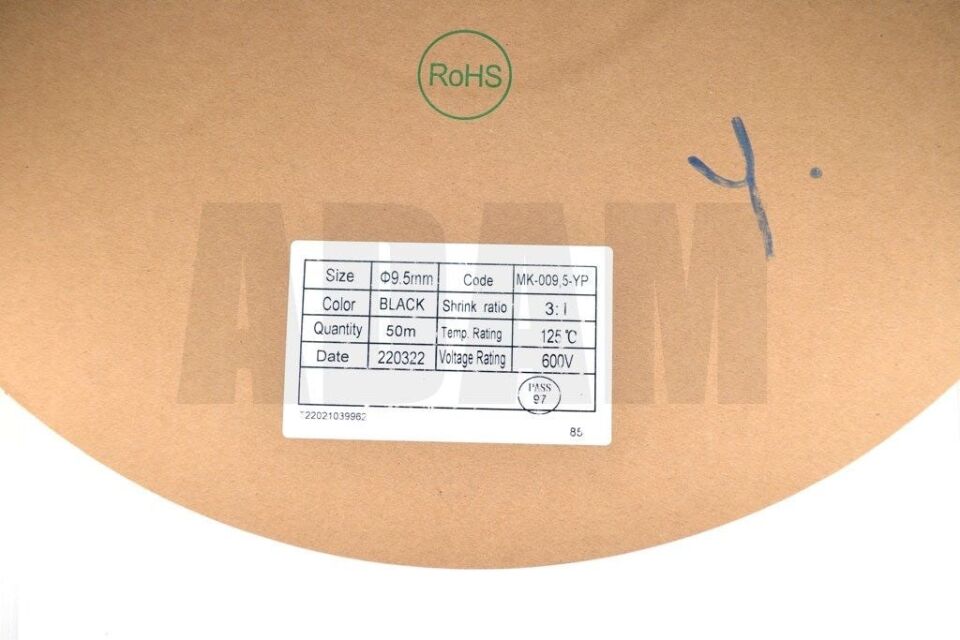 RoHS
Y.
ADAM
Size Φ9.5mm Code MK-009.5-YP
Color BLACK Shrink ratio 3:1
Quantity 50m Temp. Rating 125℃
Date 220322 Voltage Rating 600V
PASS
97
T22021039962
85